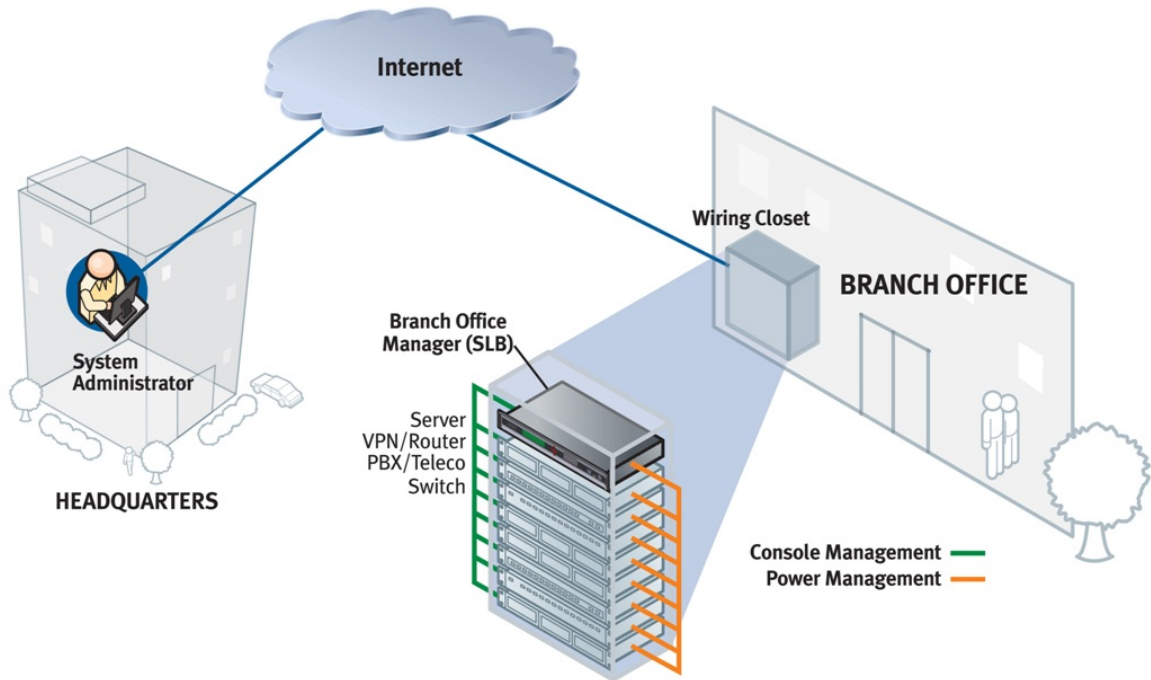 Internet
Wiring Closet
BRANCH OFFICE
Branch Office
Manager (SLB)
System
Administrator
Server
VPN/Router
PBX/Teleco
Switch
HEADQUARTERS
Console Management
Power Management